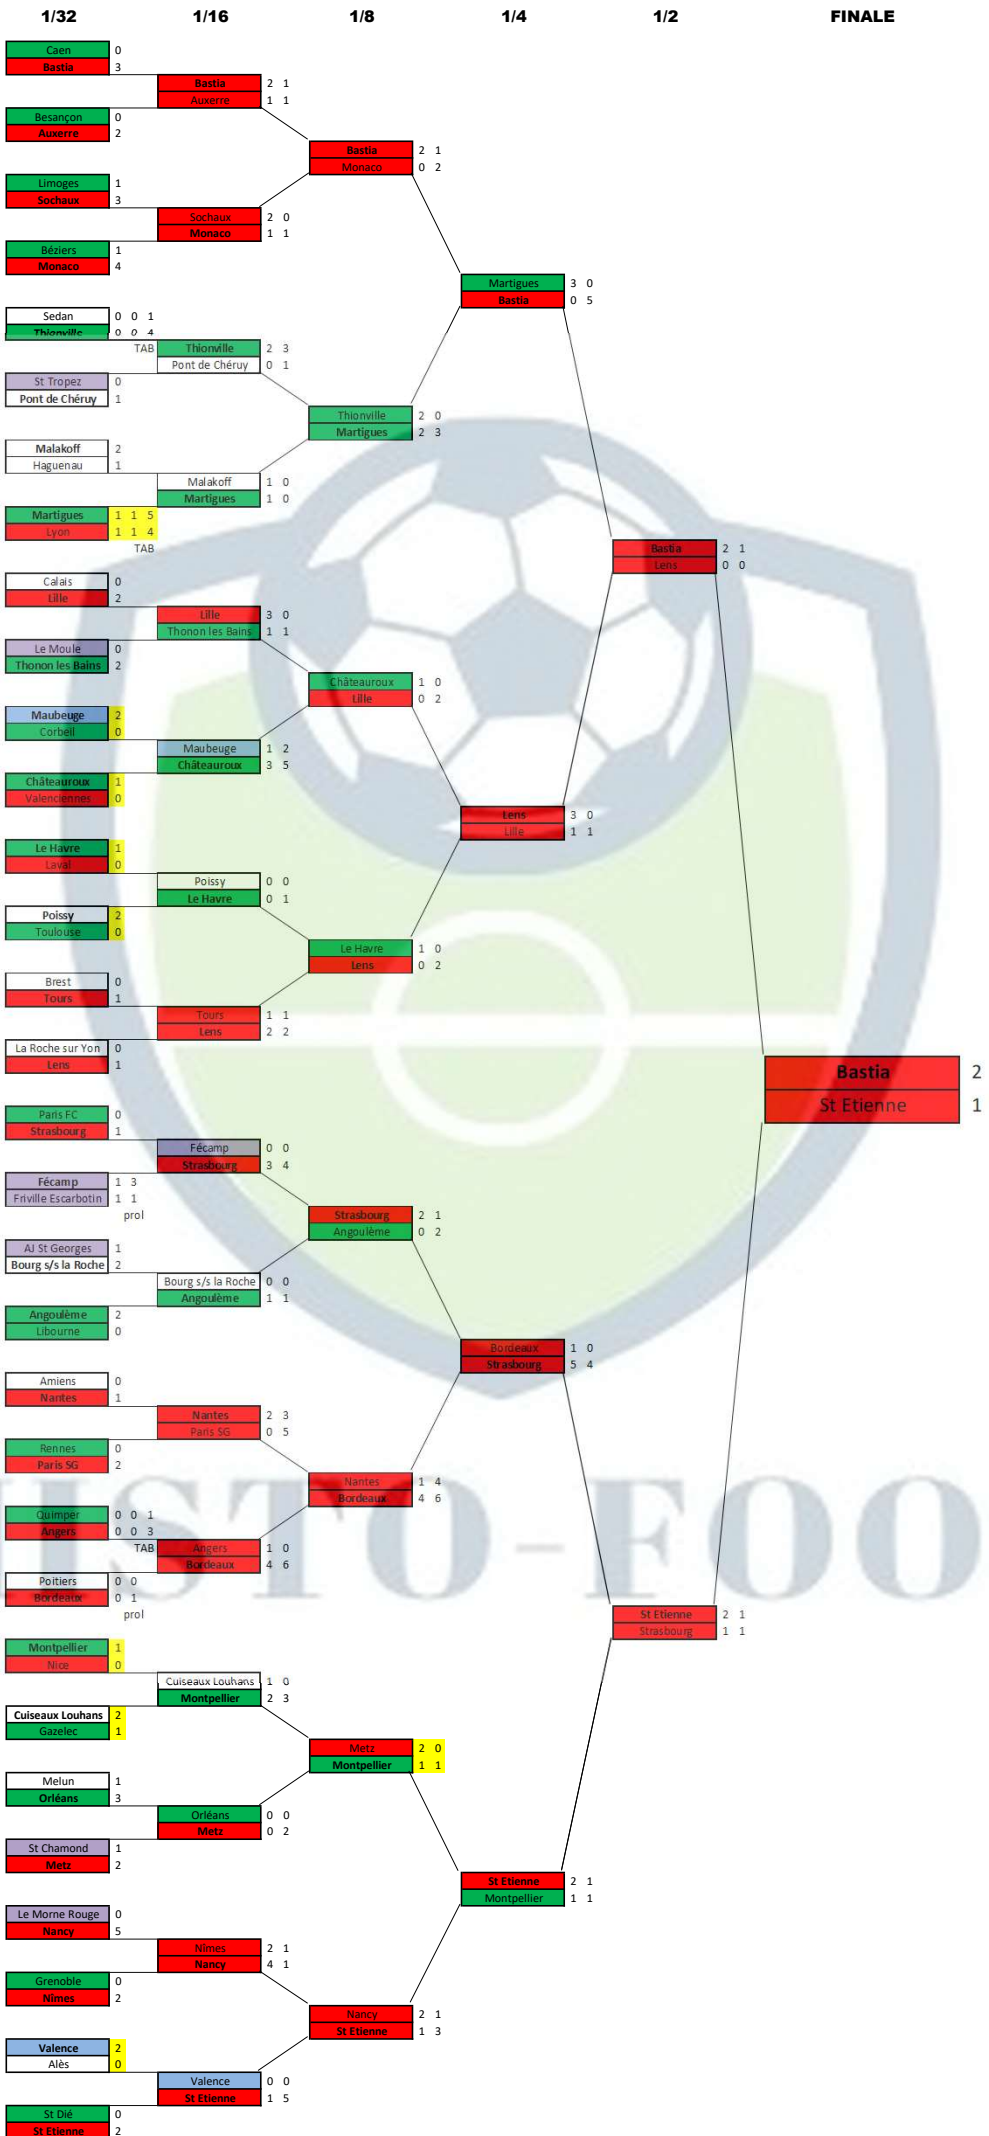 1/32 1/16 1/8 1/4 1/2 FINALE
Caen 0
Bastia 3
Bastia 2 1
Auxerre 1 1
Besançon 0
Auxerre 2
Bastia 2 1
Monaco 0 2
Limoges 1
Sochaux 3
Sochaux 2 0
Monaco 1 1
Béziers 1
Monaco 4
Martigues 3 0
Bastia 0 5
Sedan 0 0 1
Thionville 0 0 4
TAB
Thionville 2 3
Pont de Chéruy 0 1
St Tropez 0
Pont de Chéruy 1
Thionville 2 0
Martigues 2 3
Malakoff 2
Haguenau 1
Malakoff 1 0
Martigues 1 0
Martigues 1 1 5
Lyon 1 1 4
TAB
Bastia 2 1
Lens 0 0
Calais 0
Lille 2
Lille 3 0
Thonon les Bains 1 1
Le Moule 0
Thonon les Bains 2
Châteauroux 1 0
Lille 0 2
Maubeuge 2
Corbeil 0
Maubeuge 1 2
Châteauroux 3 5
Châteauroux 1
Valenciennes 0
Lens 3 0
Lille 1 1
Le Havre 1
Laval 0
Poissy 0 0
Le Havre 0 1
Poissy 2
Toulouse 0
Le Havre 1 0
Lens 0 2
Brest 0
Tours 1
Tours 1 1
Lens 2 2
La Roche sur Yon 0
Lens 1
Bastia 2
St Etienne 1
Paris FC 0
Strasbourg 1
Fécamp 0 0
Strasbourg 3 4
Fécamp 1 3
Friville Escarbotin 1 1
prol
Strasbourg 2 1
Angoulème 0 2
AJ St Georges 1
Bourg s/s la Roche 2
Bourg s/s la Roche 0 0
Angoulème 1 1
Angoulème 2
Libourne 0
Bordeaux 1 0
Strasbourg 5 4
Amiens 0
Nantes 1
Nantes 2 3
Paris SG 0 5
Rennes 0
Paris SG 2
Nantes 1 4
Bordeaux 4 6
Quimper 0 0 1
Angers 0 0 3
TAB
Angers 1 0
Bordeaux 4 6
Poitiers 0 0
Bordeaux 0 1
prol
St Etienne 2 1
Strasbourg 1 1
Montpellier 1
Nice 0
Cuiseaux Louhans 1 0
Montpellier 2 3
Cuiseaux Louhans 2
Gazelec 1
Metz 2 0
Montpellier 1 1
Melun 1
Orléans 3
Orléans 0 0
Metz 0 2
St Chamond 1
Metz 2
St Etienne 2 1
Montpellier 1 1
Le Morne Rouge 0
Nancy 5
Nîmes 2 1
Nancy 4 1
Grenoble 0
Nîmes 2
Nancy 2 1
St Etienne 1 3
Valence 2
Alès 0
Valence 0 0
St Etienne 1 5
St Dié 0
St Etienne 2
ISTO-FOO